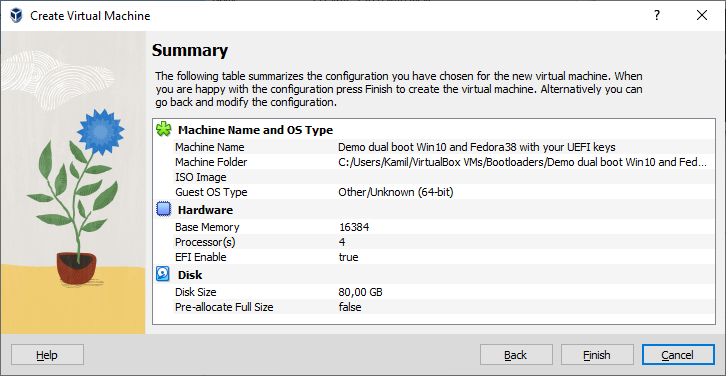 Create Virtual Machine
?
Summary
The following table summarizes the configuration you have chosen for the new virtual machine. When
you are happy with the configuration press Finish to create the virtual machine. Alternatively you can
go back and modify the configuration.
Machine Name and OS Type
Machine Name Demo dual boot Win10 and Fedora38 with your UEFI keys
Machine Folder C:/Users/Kamil/VirtualBox VMs/Bootloaders/Demo dual boot Win10 and Fed...
ISO Image
Guest OS Type Other/Unknown (64-bit)
Hardware
Base Memory 16384
Processor(s) 4
EFI Enable true
Disk
Disk Size 80,00 GB
Pre-allocate Full Size false
Help Back Finish Cancel